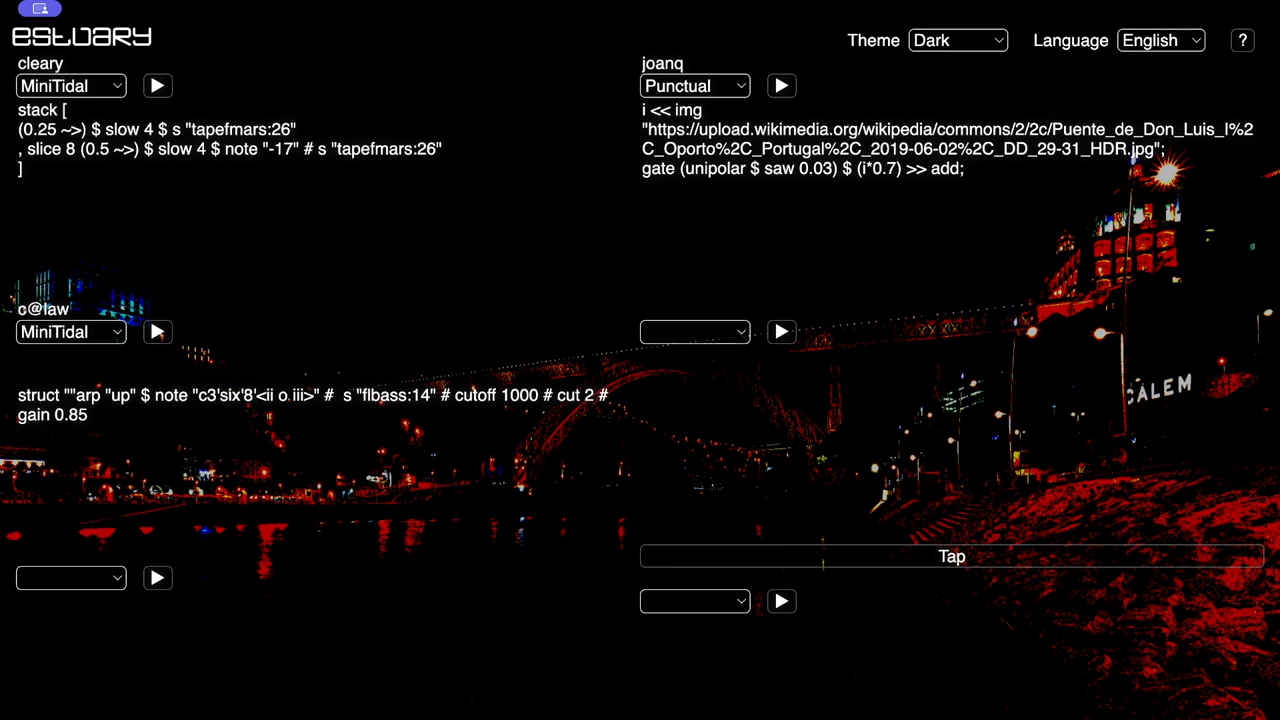 estuary
Theme Dark Language English ?
cleary
MiniTidal
stack [
(0.25 ~>) $ slow 4 $ s "tapefmars:26"
, slice 8 (0.5 ~>) $ slow 4 $ note "-17" # s "tapefmars:26"
]
joanq
Punctual
i << img
"https://upload.wikimedia.org/wikipedia/commons/2/2c/Puente_de_Don_Luis_I%2
C_Oporto%2C_Portugal%2C_2019-06-02%2C_DD_29-31_HDR.jpg";
gate (unipolar $ saw 0.03) $ (i*0.7) >> add;
c@law
MiniTidal
struct ""arp "up" $ note "c3'six'8'<ii o iii>" #  s "flbass:14" # cutoff 1000 # cut 2 #
gain 0.85
CÁLEM
Tap